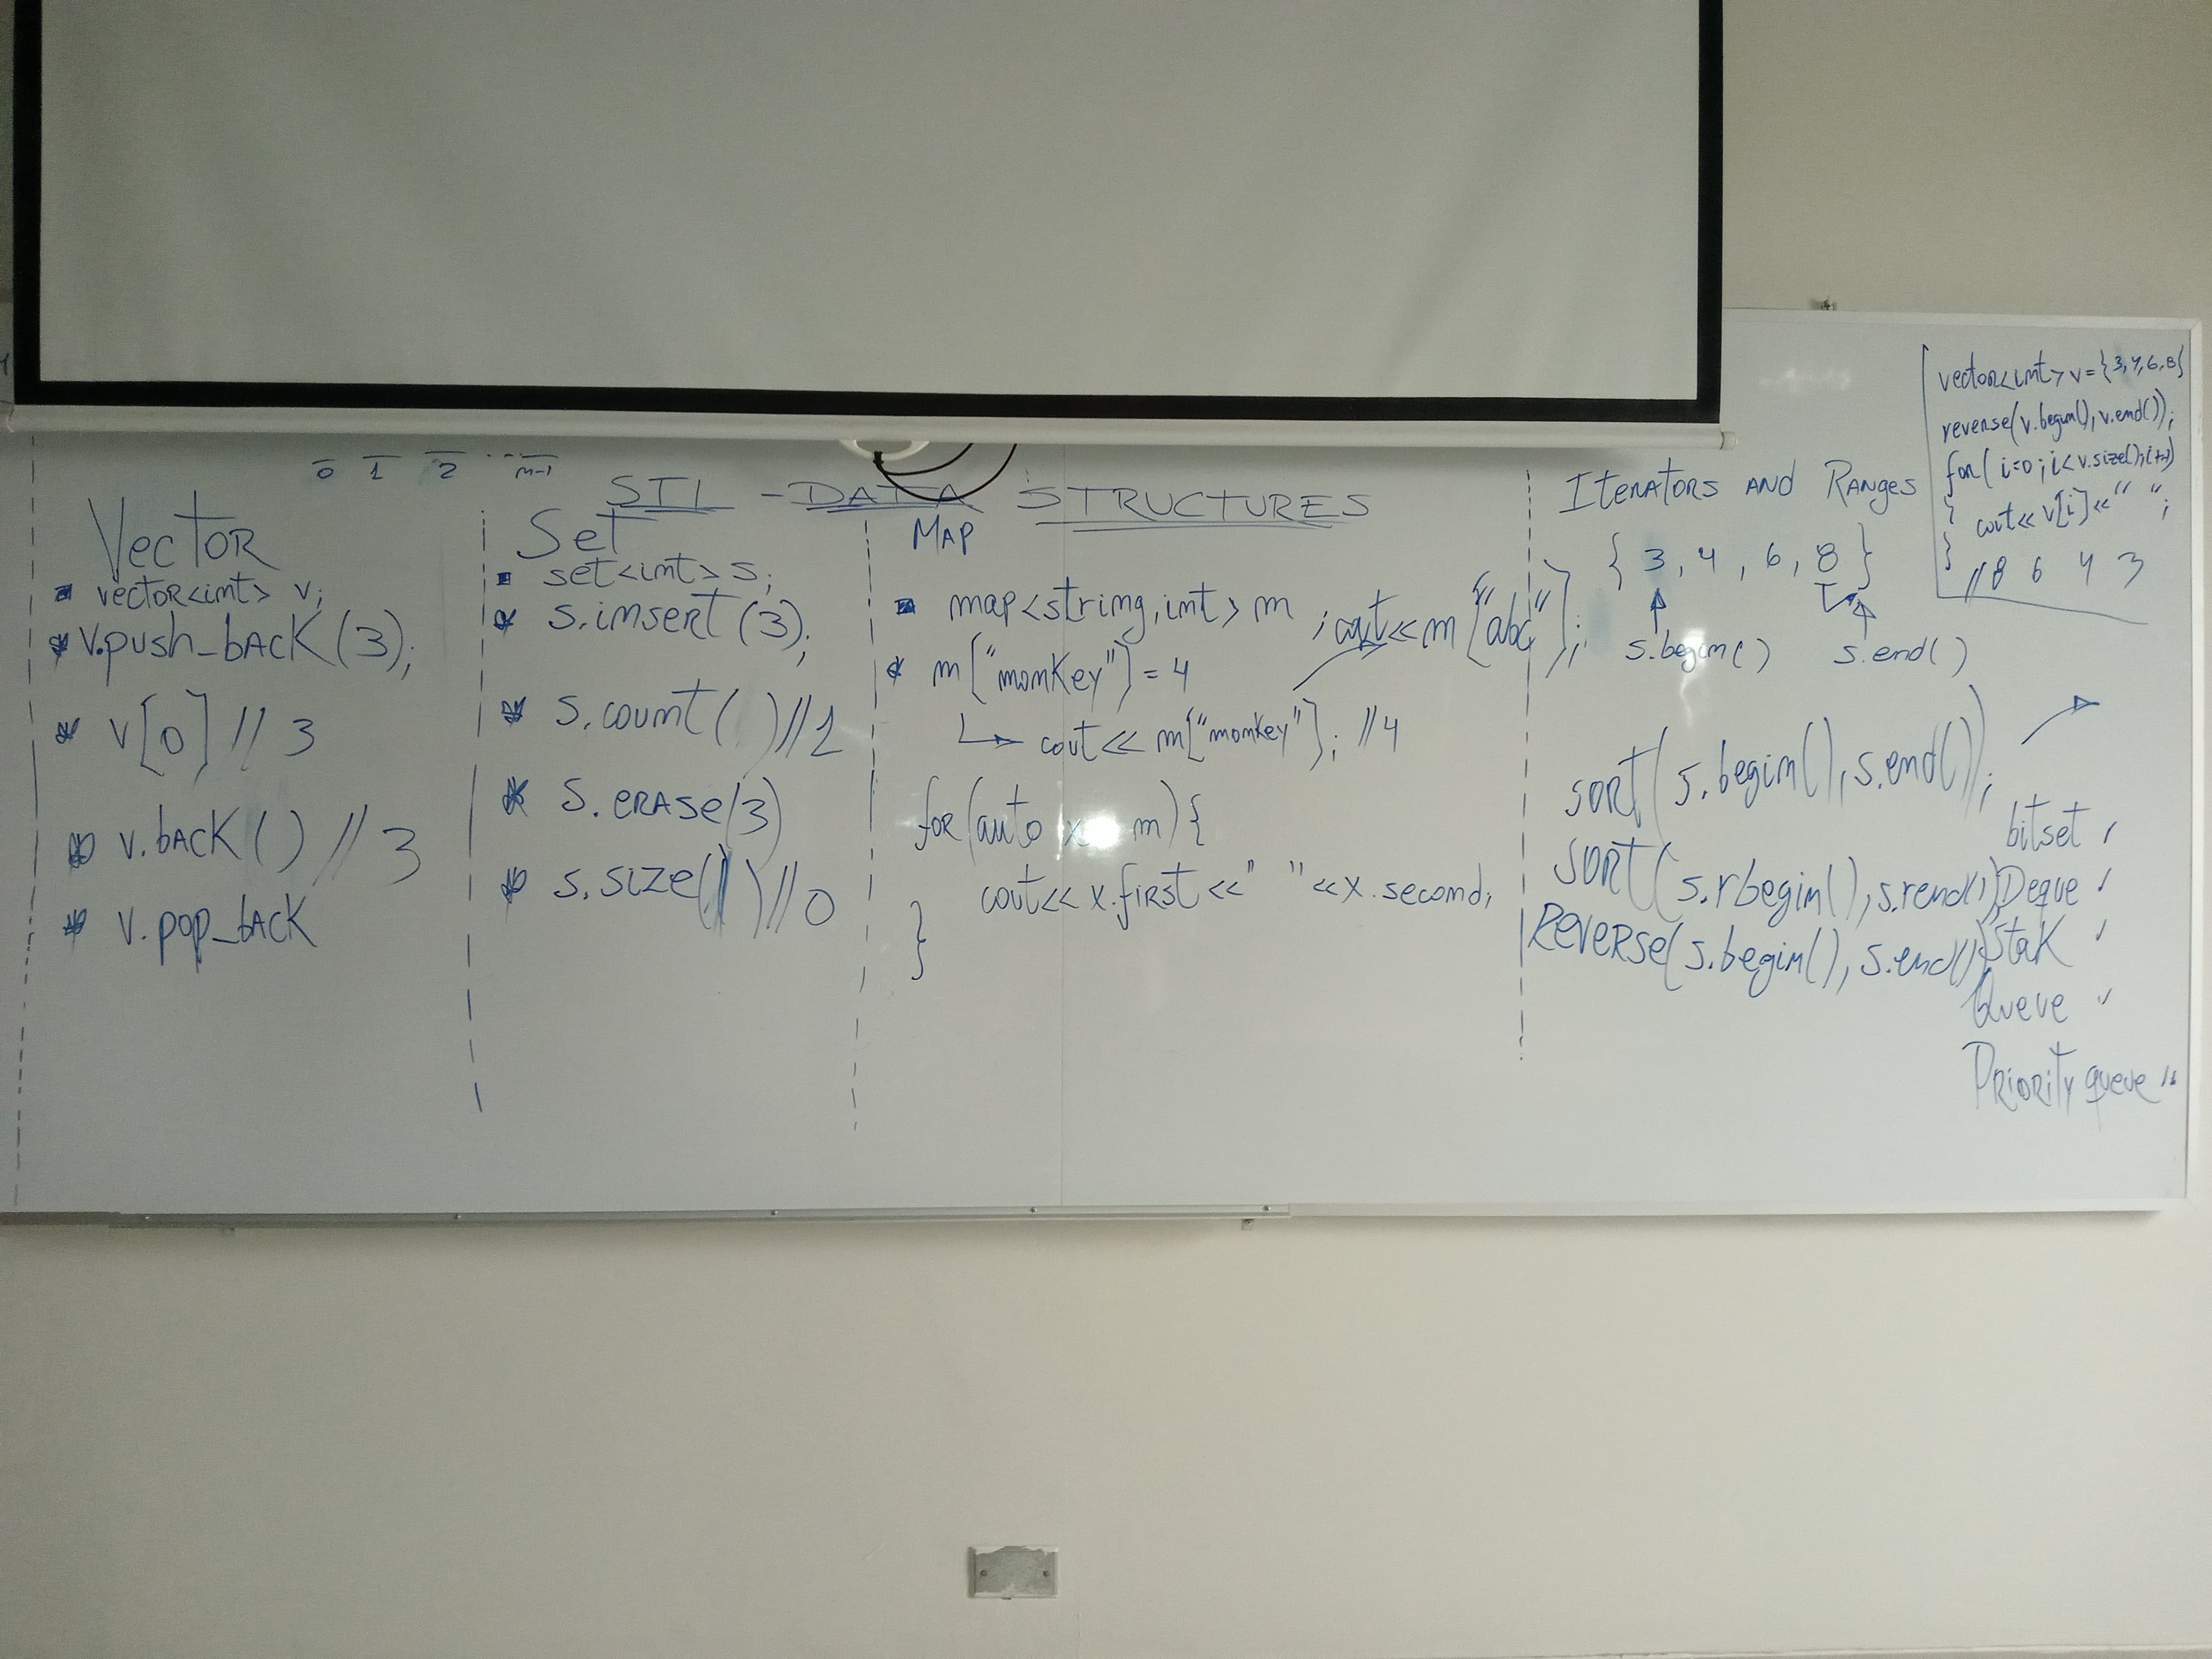 0 1 2 ... n-1
STL - DATA STRUCTURES
Vector
vector<int> v;
v.push_back(3);
v[0] // 3
v.back() // 3
v.pop_back
Set
set<int> s;
s.insert(3);
s.count( ) //1
s.erase(3)
s.size( ) //0
Map
map<string,int> m ; cout<<m["abc"];
m["monkey"] = 4
cout << m["monkey"]; //4
for(auto x m){
cout<< x.first <<" "<<x.second;
}
Iterators and Ranges
{ 3, 4, 6, 8 }
s.begin() s.end()
sort(s.begin(), s.end());
sort(s.rbegin(), s.rend())
Reverse(s.begin(), s.end())
vector<int> v = {3,4,6,8}
reverse(v.begin(), v.end());
for( i=0; i<v.size(); i++)
{ cout<< v[i] <<" ";
}
//8 6 4 3
bitset
Deque
Stak
Queue
Priority queue